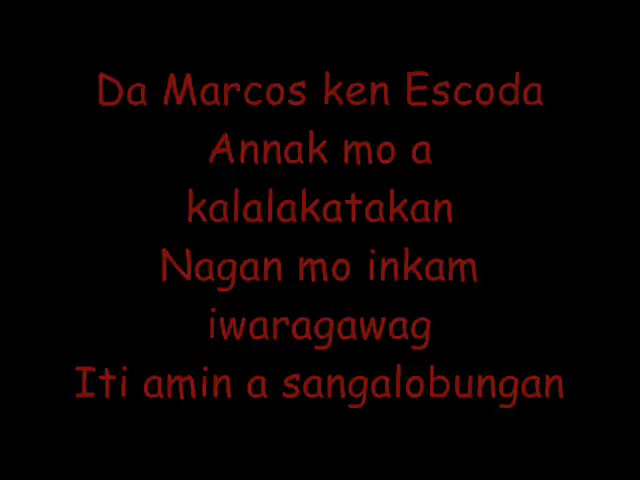 Da Marcos ken Escoda
Annak mo a
kalalakatakan
Nagan mo inkam
iwaragawag
Iti amin a sangalobungan